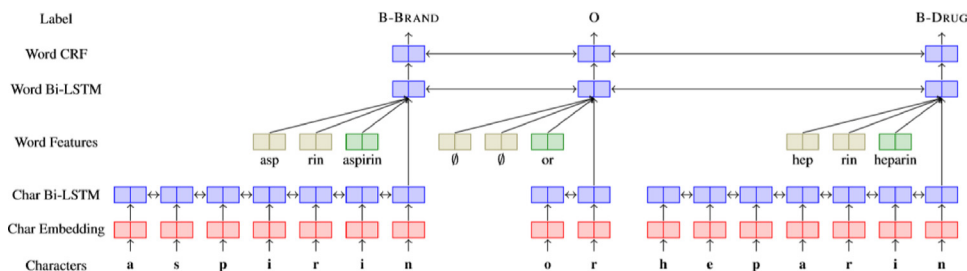 Label B-BRAND O B-DRUG
Word CRF
Word Bi-LSTM
Word Features
asp rin aspirin ∅ ∅ or hep rin heparin
Char Bi-LSTM
Char Embedding
Characters a s p i r i n o r h e p a r i n